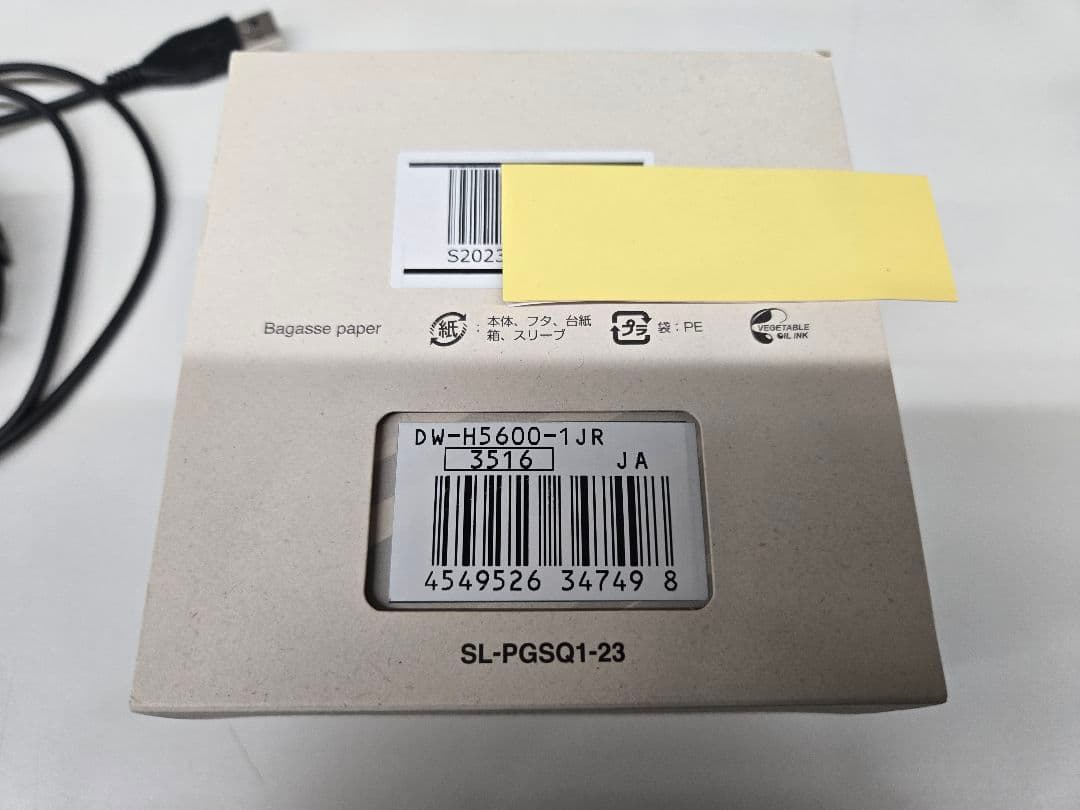 S2023
Bagasse paper
紙 : 本体、フタ、台紙
箱、スリーブ
プラ 袋：PE
VEGETABLE
OIL INK
DW-H5600-1JR
3516 JA
4549526 34749 8
SL-PGSQ1-23